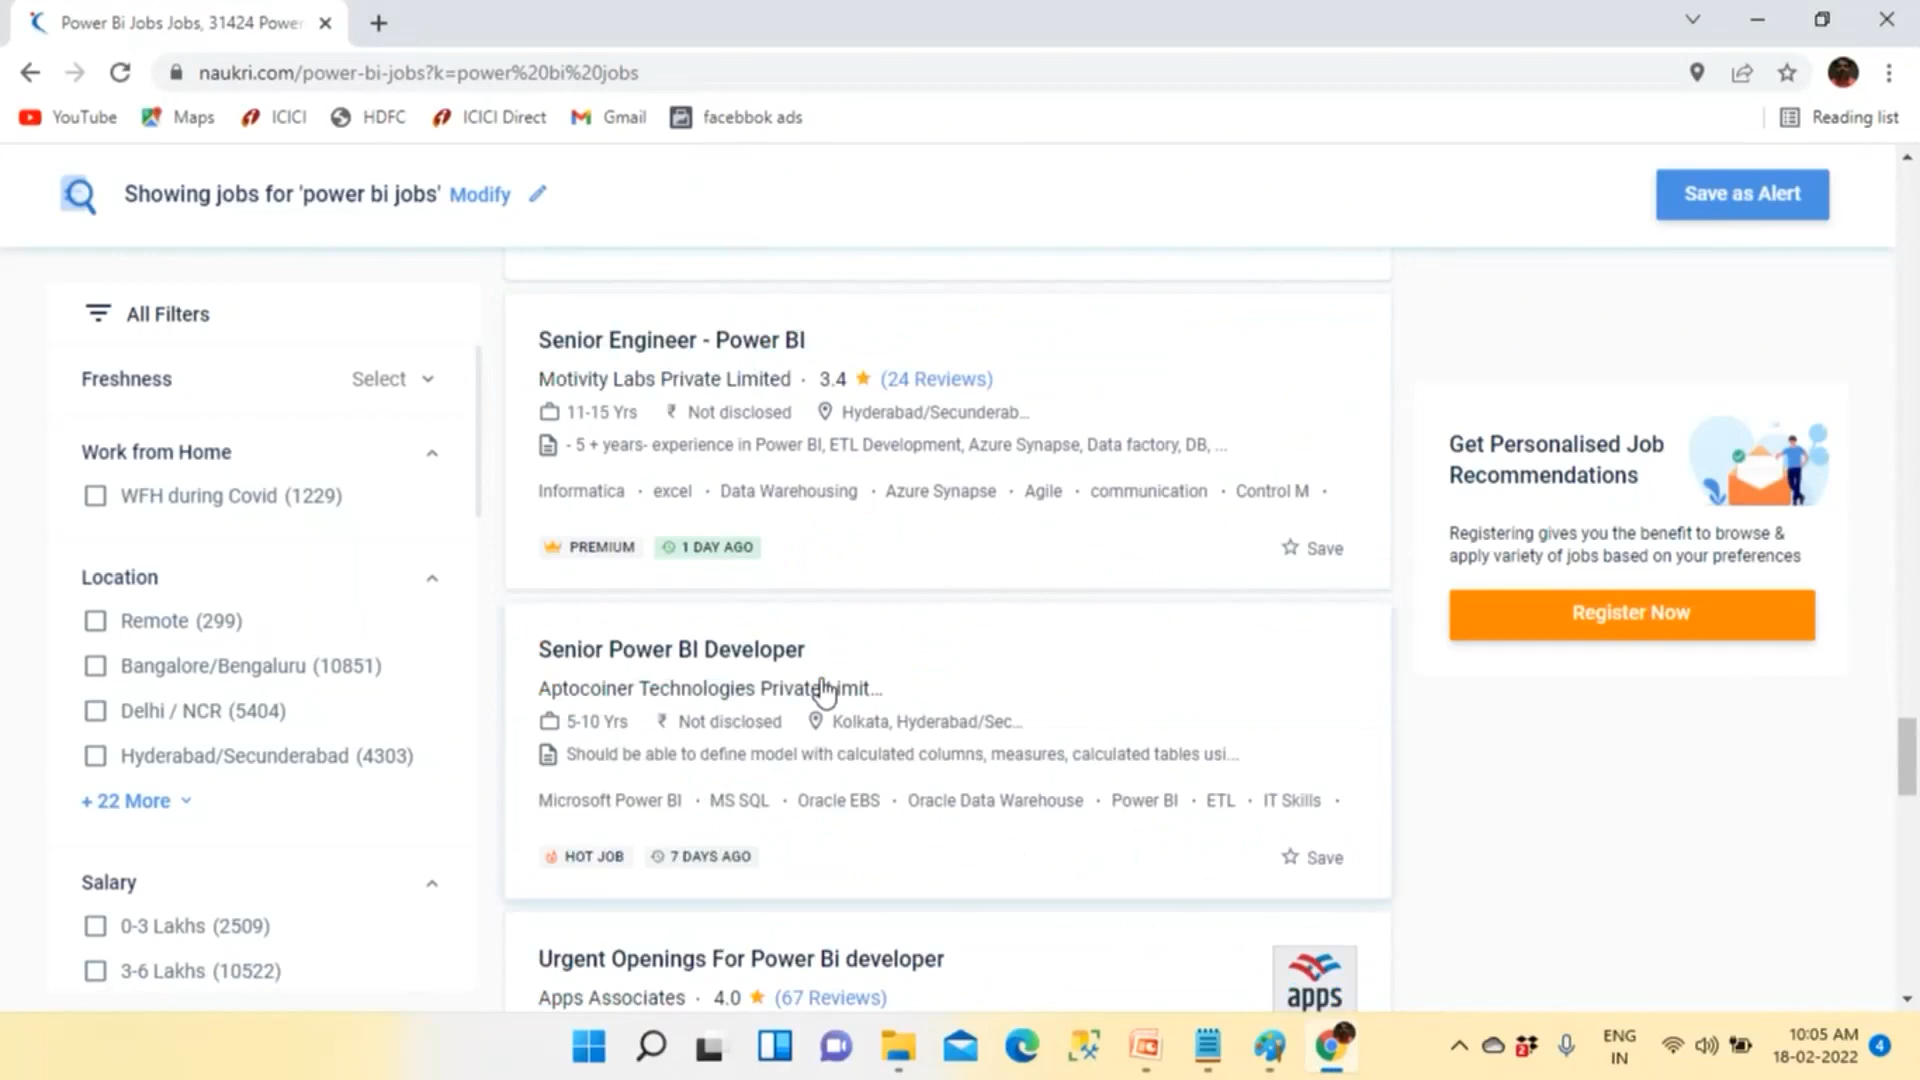 Power Bi Jobs Jobs, 31424 Power
naukri.com/power-bi-jobs?k=power%20bi%20jobs
YouTube Maps ICICI HDFC ICICI Direct Gmail facebbok ads Reading list
Showing jobs for 'power bi jobs' Modify
Save as Alert
All Filters
Freshness Select
Work from Home
WFH during Covid (1229)
Location
Remote (299)
Bangalore/Bengaluru (10851)
Delhi / NCR (5404)
Hyderabad/Secunderabad (4303)
+ 22 More
Salary
0-3 Lakhs (2509)
3-6 Lakhs (10522)
Senior Engineer - Power BI
Motivity Labs Private Limited · 3.4 (24 Reviews)
11-15 Yrs ₹ Not disclosed Hyderabad/Secunderab...
- 5 + years- experience in Power BI, ETL Development, Azure Synapse, Data factory, DB, ...
Informatica · excel · Data Warehousing · Azure Synapse · Agile · communication · Control M ·
PREMIUM 1 DAY AGO Save
Senior Power BI Developer
Aptocoiner Technologies Private Limit...
5-10 Yrs ₹ Not disclosed Kolkata, Hyderabad/Sec...
Should be able to define model with calculated columns, measures, calculated tables usi...
Microsoft Power BI · MS SQL · Oracle EBS · Oracle Data Warehouse · Power BI · ETL · IT Skills ·
HOT JOB 7 DAYS AGO Save
Urgent Openings For Power Bi developer
Apps Associates · 4.0 (67 Reviews)
apps
Get Personalised Job
Recommendations
Registering gives you the benefit to browse &
apply variety of jobs based on your preferences
Register Now
2
ENG
IN
10:05 AM
18-02-2022
4